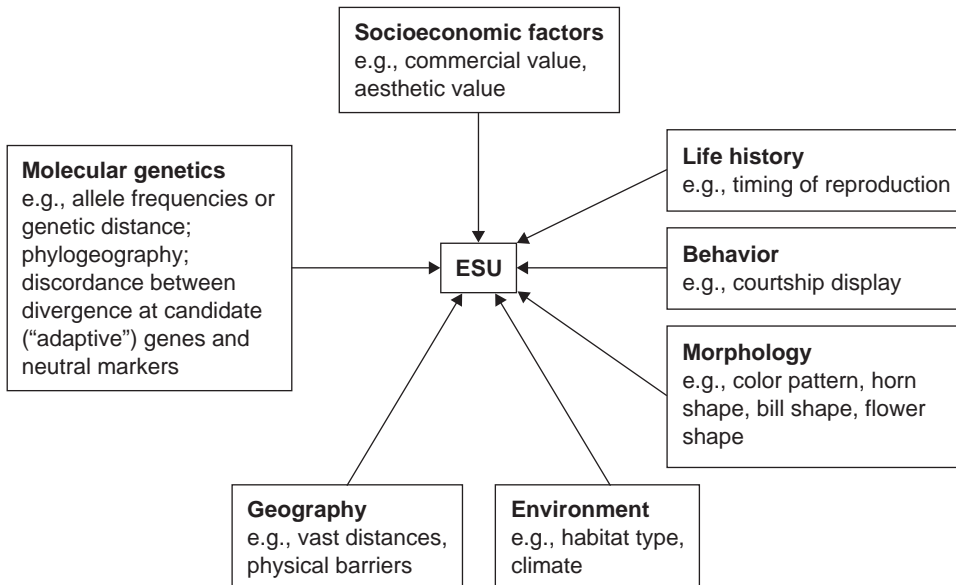 Socioeconomic factors
e.g., commercial value,
aesthetic value
Molecular genetics
e.g., allele frequencies or
genetic distance;
phylogeography;
discordance between
divergence at candidate
(“adaptive”) genes and
neutral markers
ESU
Life history
e.g., timing of reproduction
Behavior
e.g., courtship display
Morphology
e.g., color pattern, horn
shape, bill shape, flower
shape
Geography
e.g., vast distances,
physical barriers
Environment
e.g., habitat type,
climate